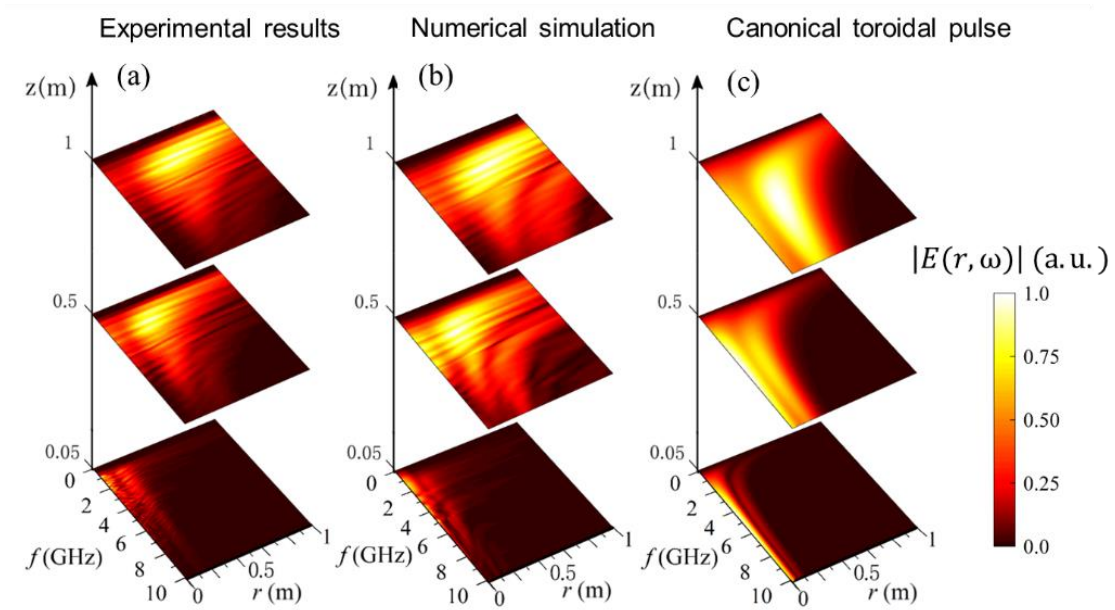 Experimental results Numerical simulation Canonical toroidal pulse
z(m) (a) z(m) (b) z(m) (c)
1 1 1
|E(r,ω)| (a.u.)
0.5 0.5 0.5
1.0
0.75
0.50
0.25
0.0
0.05 0.05 0.05
0 0 0
2 2 2
4 4 4
6 6 6
8 8 8
10 10 10
f(GHz) f(GHz) f(GHz)
0 0.5 1 0 0.5 1 0 0.5 1
r (m) r (m) r (m)